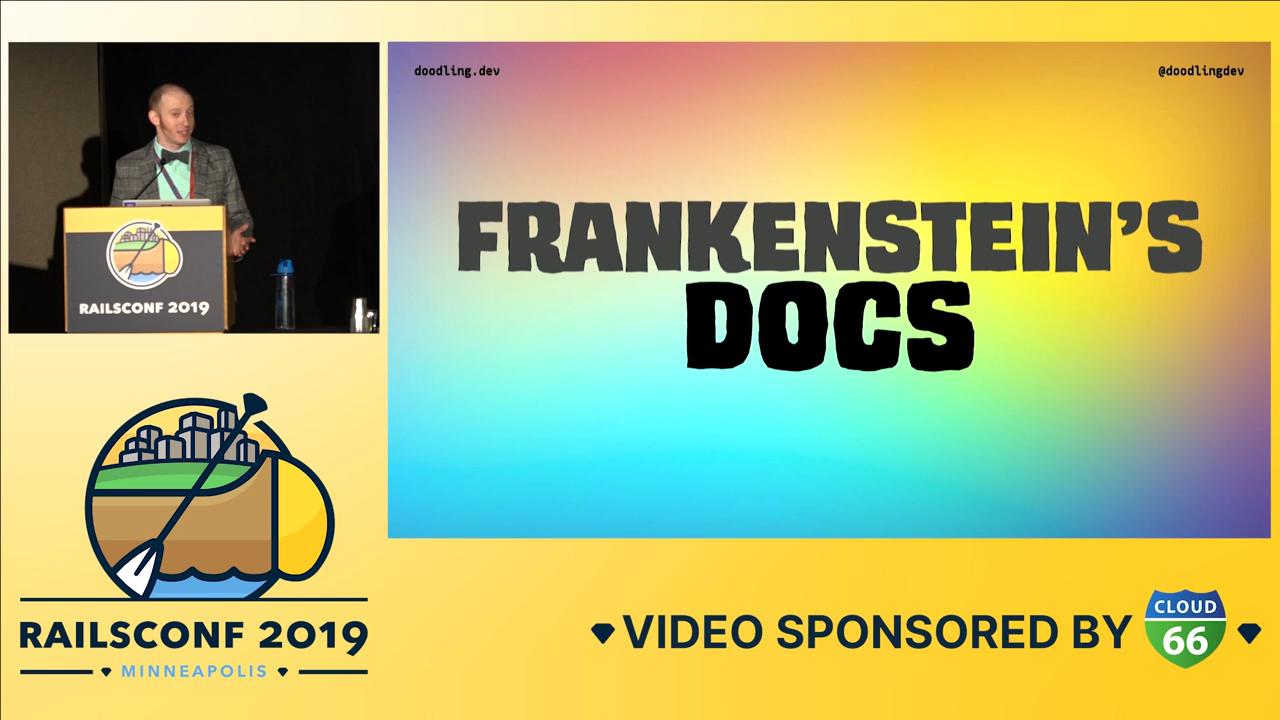 doodling.dev
@doodlingdev
FRANKENSTEIN'S
DOCS
RAILSCONF 2019
RAILSCONF 2019
MINNEAPOLIS
VIDEO SPONSORED BY
CLOUD
66